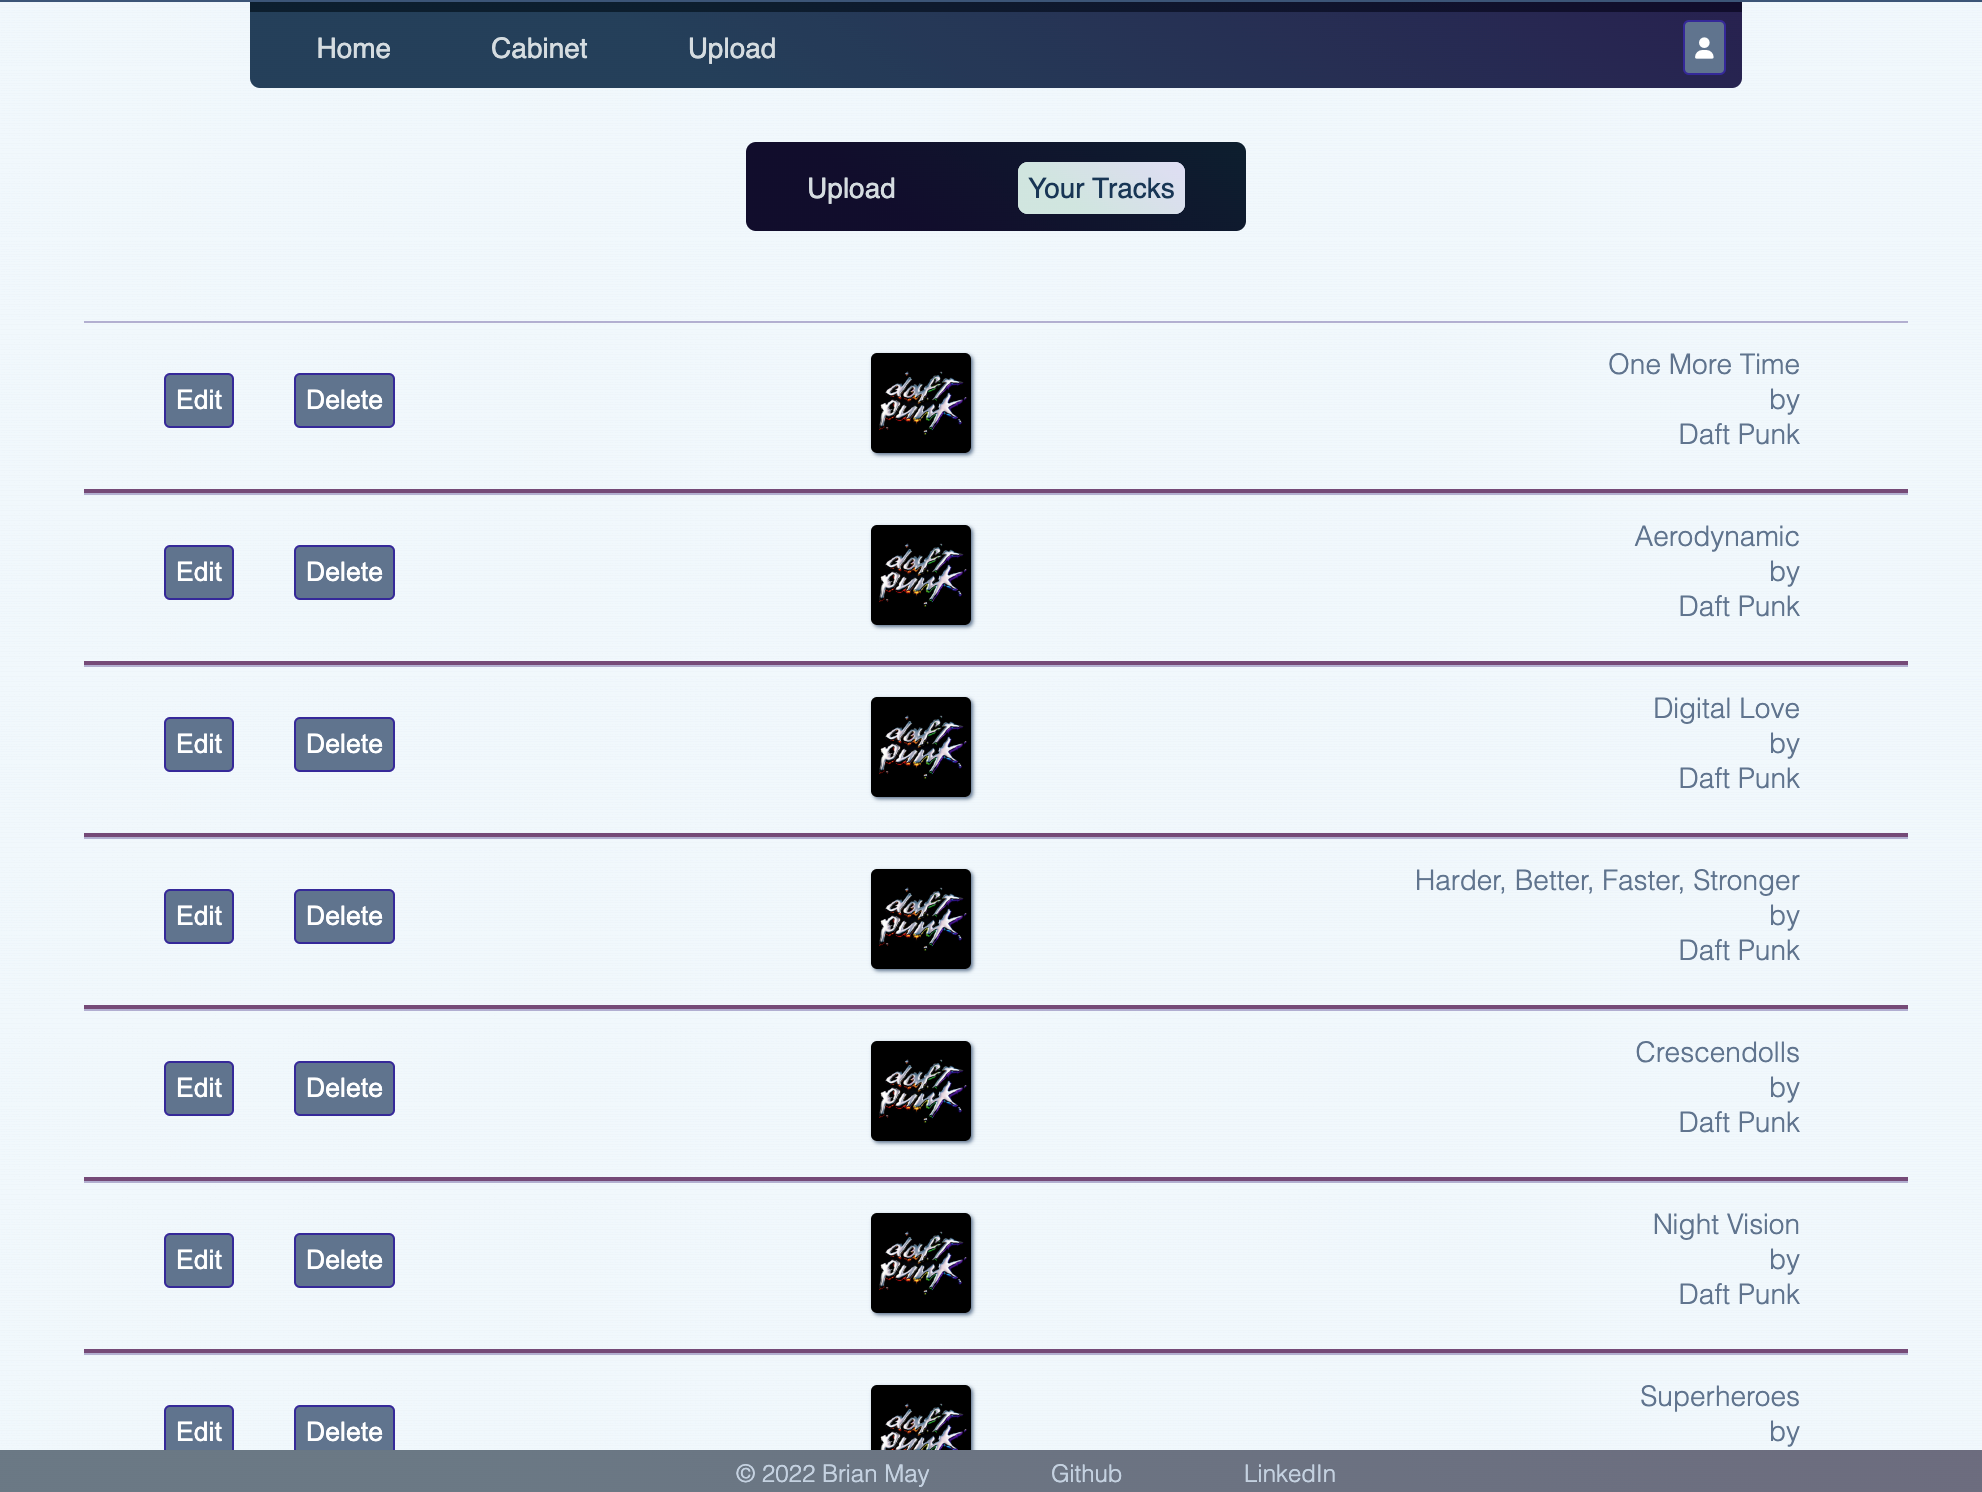 Home Cabinet Upload
Upload Your Tracks
Edit Delete daft punk One More Time
by
Daft Punk
Edit Delete daft punk Aerodynamic
by
Daft Punk
Edit Delete daft punk Digital Love
by
Daft Punk
Edit Delete daft punk Harder, Better, Faster, Stronger
by
Daft Punk
Edit Delete daft punk Crescendolls
by
Daft Punk
Edit Delete daft punk Night Vision
by
Daft Punk
Edit Delete daft punk Superheroes
by
© 2022 Brian May Github LinkedIn